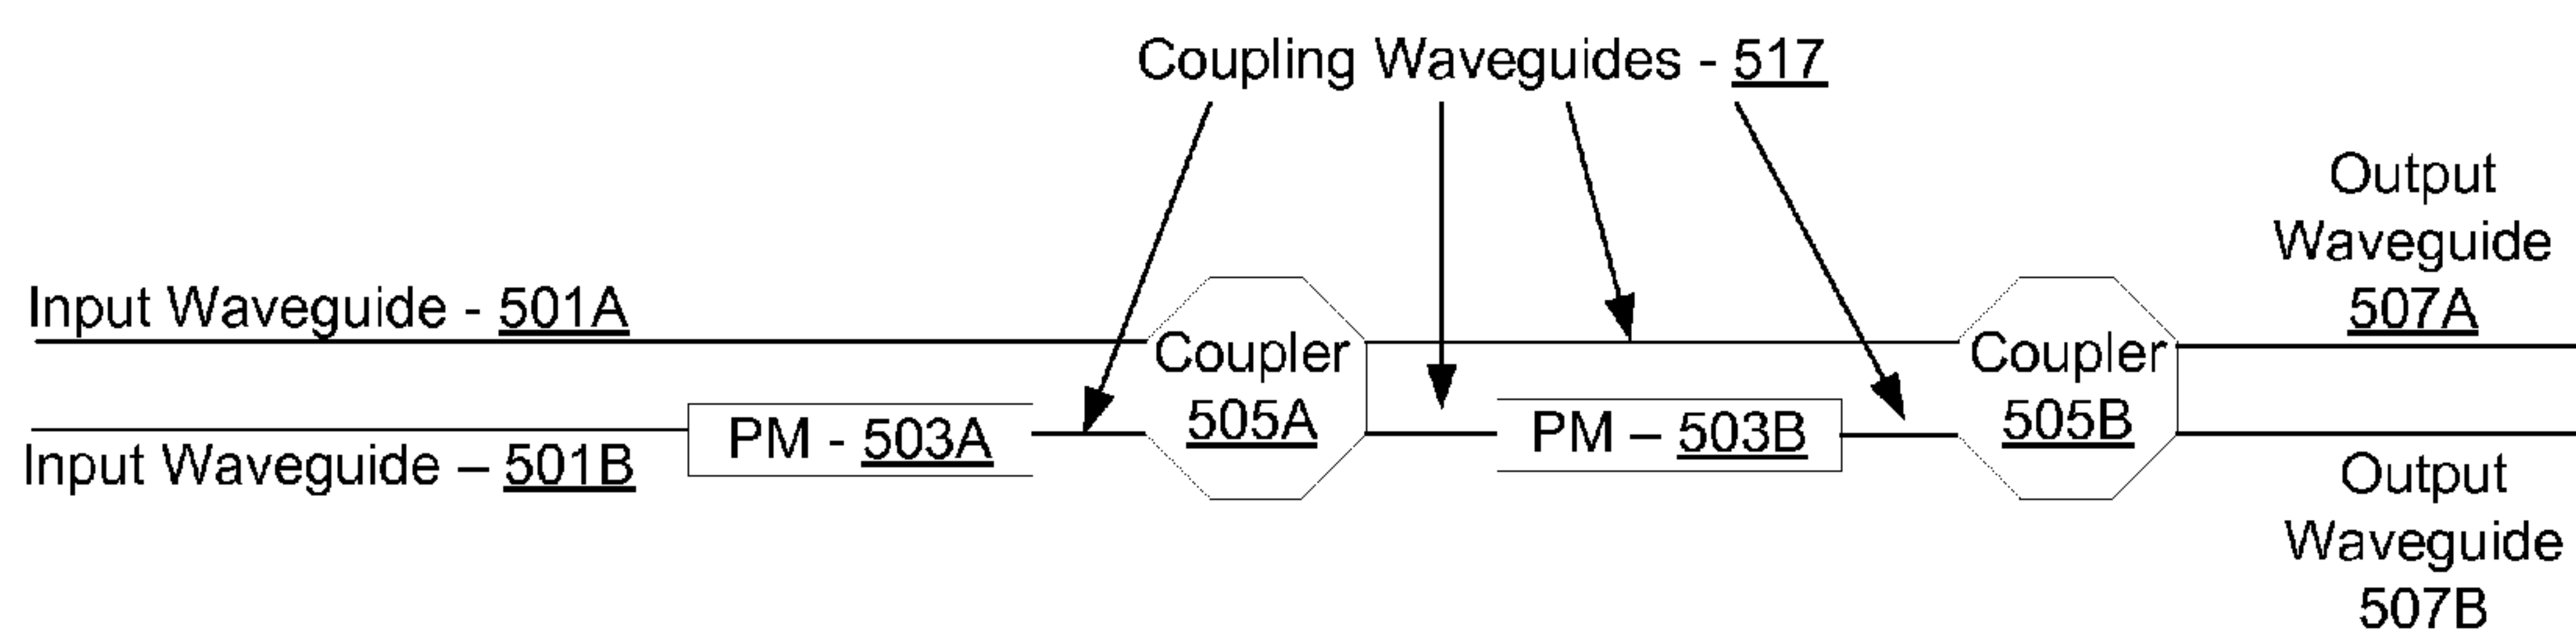 Coupling Waveguides - 517
Output
Waveguide
507A
Input Waveguide - 501A
Coupler
505A
Coupler
505B
PM - 503A
PM – 503B
Input Waveguide – 501B
Output
Waveguide
507B